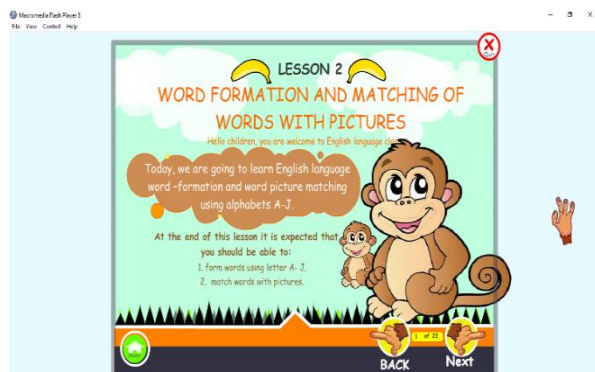 Macromedia Flash Player 8
File View Control Help
LESSON 2
WORD FORMATION AND MATCHING OF
WORDS WITH PICTURES
Hello children, you are welcome to English language
Today, we are going to learn English language
word -formation and word picture matching
using alphabets A-J.
At the end of this lesson it is expected that
you should be able to:
1. form words using letter A- J.
2. match words with pictures.
1 of 22
BACK Next